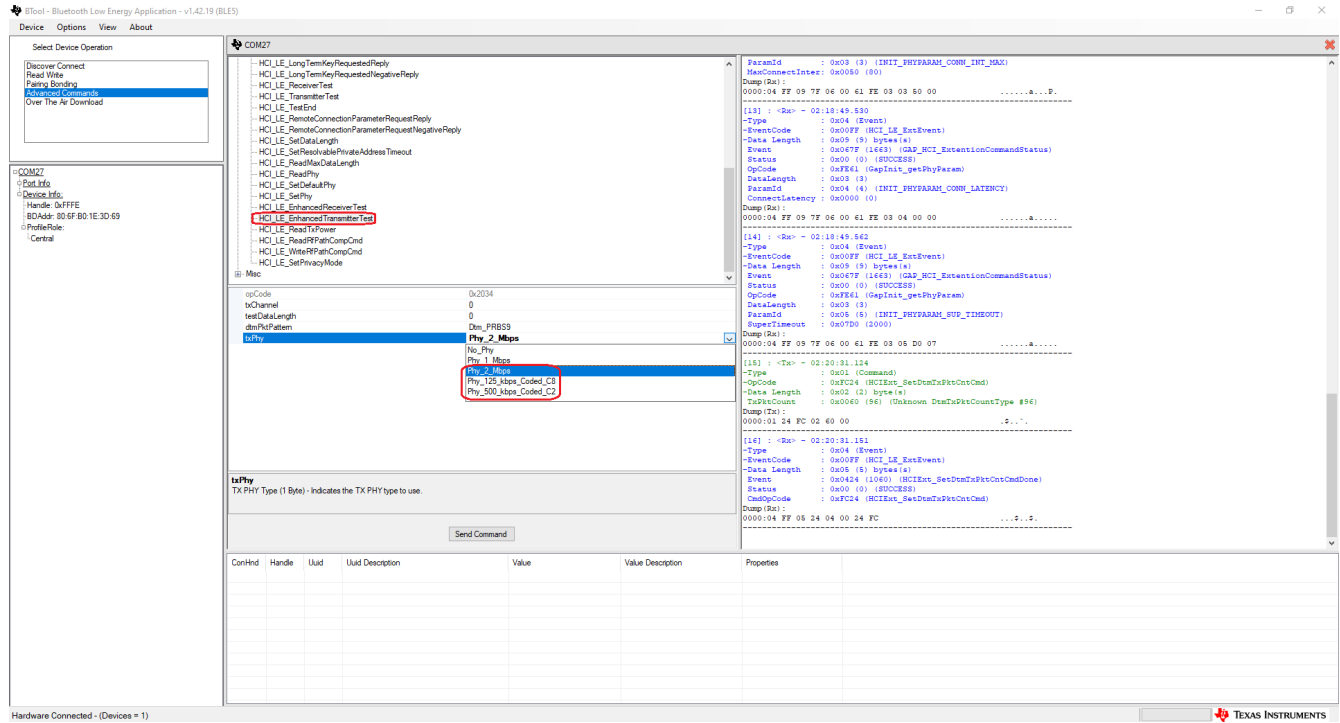 BTool - Bluetooth Low Energy Application - v1.42.19 (BLE5)
Device Options View About
Select Device Operation
Discover Connect
Read Write
Pairing Bonding
Advanced Commands
Over The Air Download
COM27
Port Info
Device Info:
Handle: 0xFFFE
BDAddr: 80:6F:B0:1E:3D:69
ProfileRole:
Central
COM27
HCI_LE_LongTermKeyRequestedReply
HCI_LE_LongTermKeyRequestedNegativeReply
HCI_LE_ReceiverTest
HCI_LE_TransmitterTest
HCI_LE_TestEnd
HCI_LE_RemoteConnectionParameterRequestReply
HCI_LE_RemoteConnectionParameterRequestNegativeReply
HCI_LE_SetDataLength
HCI_LE_SetResolvablePrivateAddressTimeout
HCI_LE_ReadMaxDataLength
HCI_LE_ReadPhy
HCI_LE_SetDefaultPhy
HCI_LE_SetPhy
HCI_LE_EnhancedReceiverTest
HCI_LE_EnhancedTransmitterTest
HCI_LE_ReadTxPower
HCI_LE_ReadRfPathCompCmd
HCI_LE_WriteRfPathCompCmd
HCI_LE_SetPrivacyMode
Misc
opCode 0x2034
txChannel 0
testDataLength 0
dtmPktPattern Dtm_PRBS9
txPhy Phy_2_Mbps
No_Phy
Phy_1_Mbps
Phy_2_Mbps
Phy_125_kbps_Coded_C8
Phy_500_kbps_Coded_C2
txPhy
TX PHY Type (1 Byte) - Indicates the TX PHY type to use.
Send Command
ParamId : 0x03 (3) (INIT_PHYPARAM_CONN_INT_MAX)
MaxConnectInter: 0x0050 (80)
Dump(Rx):
0000:04 FF 09 7F 06 00 61 FE 03 03 50 00 ......a...P.
[13] : <Rx> - 02:18:49.530
-Type : 0x04 (Event)
-EventCode : 0x00FF (HCI_LE_ExtEvent)
-Data Length : 0x09 (9) bytes(s)
Event : 0x067F (1663) (GAP_HCI_ExtentionCommandStatus)
Status : 0x00 (0) (SUCCESS)
OpCode : 0xFE61 (GapInit_getPhyParam)
DataLength : 0x03 (3)
ParamId : 0x04 (4) (INIT_PHYPARAM_CONN_LATENCY)
ConnectLatency : 0x0000 (0)
Dump(Rx):
0000:04 FF 09 7F 06 00 61 FE 03 04 00 00 ......a.....
[14] : <Rx> - 02:18:49.562
-Type : 0x04 (Event)
-EventCode : 0x00FF (HCI_LE_ExtEvent)
-Data Length : 0x09 (9) bytes(s)
Event : 0x067F (1663) (GAP_HCI_ExtentionCommandStatus)
Status : 0x00 (0) (SUCCESS)
OpCode : 0xFE61 (GapInit_getPhyParam)
DataLength : 0x03 (3)
ParamId : 0x05 (5) (INIT_PHYPARAM_SUP_TIMEOUT)
SuperTimeout : 0x07D0 (2000)
Dump(Rx):
0000:04 FF 09 7F 06 00 61 FE 03 05 D0 07 ......a.....
[15] : <Tx> - 02:20:31.124
-Type : 0x01 (Command)
-OpCode : 0xFC24 (HCIExt_SetDtmTxPktCntCmd)
-Data Length : 0x02 (2) byte(s)
TxPktCount : 0x0060 (96) (Unknown DtmTxPktCountType #96)
Dump(Tx):
0000:01 24 FC 02 60 00 .$..`.
[16] : <Rx> - 02:20:31.151
-Type : 0x04 (Event)
-EventCode : 0x00FF (HCI_LE_ExtEvent)
-Data Length : 0x05 (5) bytes(s)
Event : 0x0424 (1060) (HCIExt_SetDtmTxPktCntCmdDone)
Status : 0x00 (0) (SUCCESS)
CmdOpCode : 0xFC24 (HCIExt_SetDtmTxPktCntCmd)
Dump(Rx):
0000:04 FF 05 24 04 00 24 FC ...$..$.
ConHnd Handle Uuid Uuid Description Value Value Description Properties
Hardware Connected - (Devices = 1)
TEXAS INSTRUMENTS